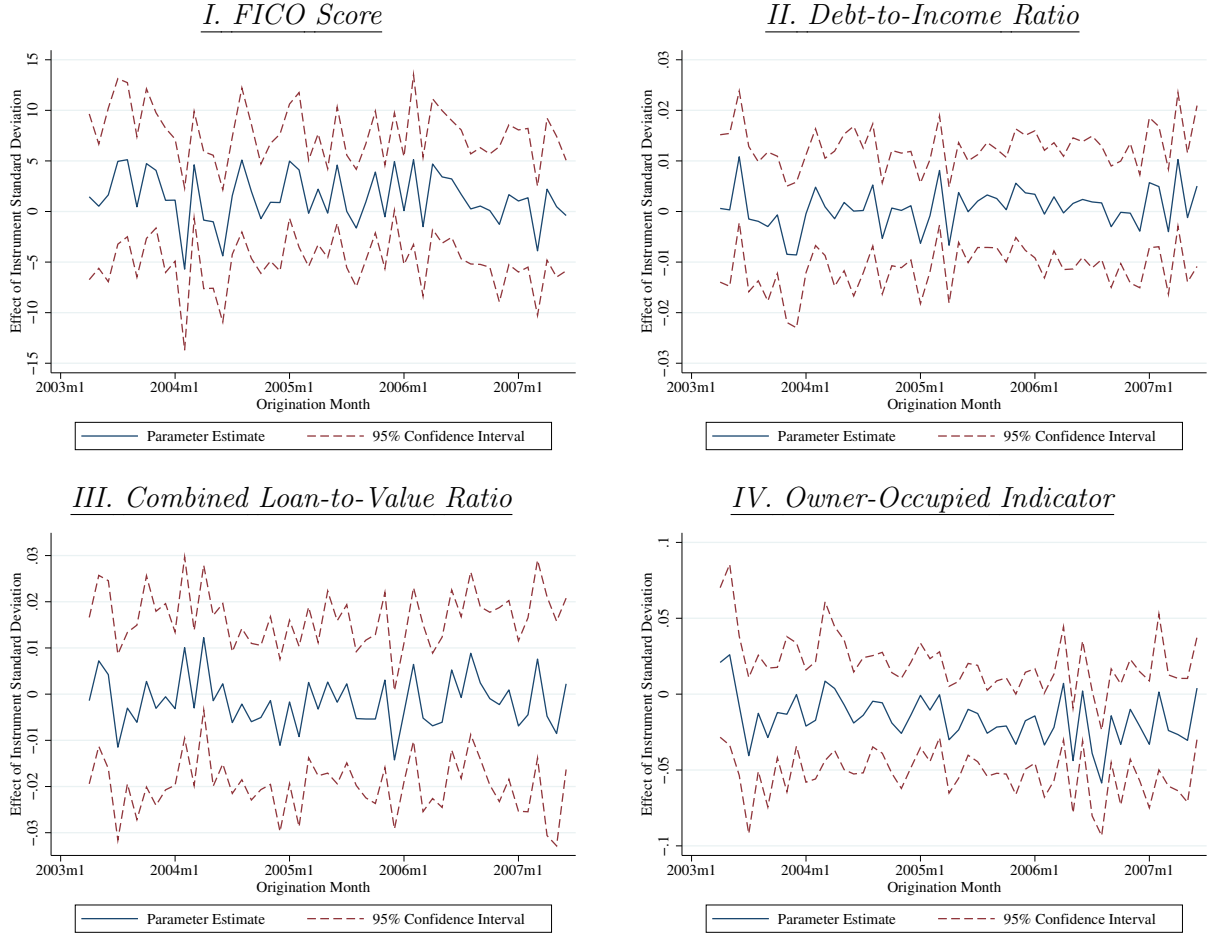 I. FICO Score
Effect of Instrument Standard Deviation
15
10
5
0
-5
-10
-15
2003m1 2004m1 2005m1 2006m1 2007m1
Origination Month
Parameter Estimate 95% Confidence Interval
II. Debt-to-Income Ratio
Effect of Instrument Standard Deviation
.03
.02
.01
0
-.01
-.02
-.03
2003m1 2004m1 2005m1 2006m1 2007m1
Origination Month
Parameter Estimate 95% Confidence Interval
III. Combined Loan-to-Value Ratio
Effect of Instrument Standard Deviation
.03
.02
.01
0
-.01
-.02
-.03
2003m1 2004m1 2005m1 2006m1 2007m1
Origination Month
Parameter Estimate 95% Confidence Interval
IV. Owner-Occupied Indicator
Effect of Instrument Standard Deviation
.1
.05
0
-.05
-.1
2003m1 2004m1 2005m1 2006m1 2007m1
Origination Month
Parameter Estimate 95% Confidence Interval